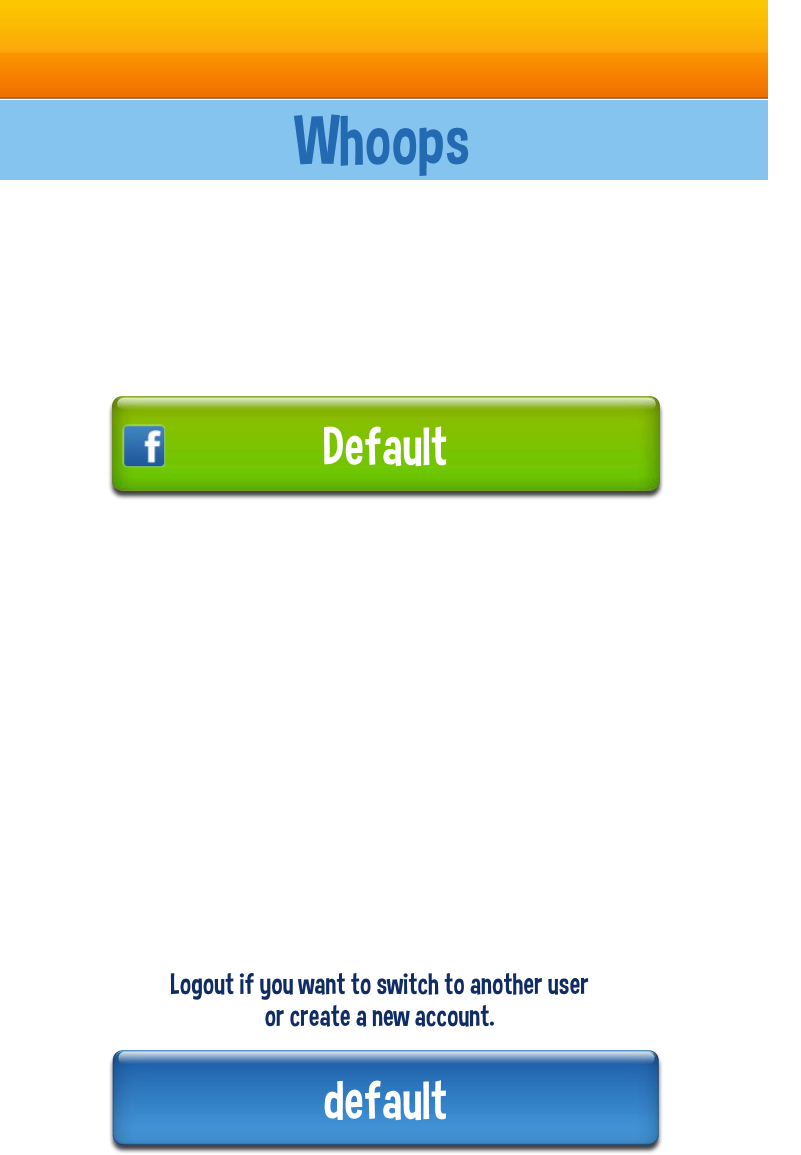 Whoops
Default
Logout if you want to switch to another user
or create a new account.
default